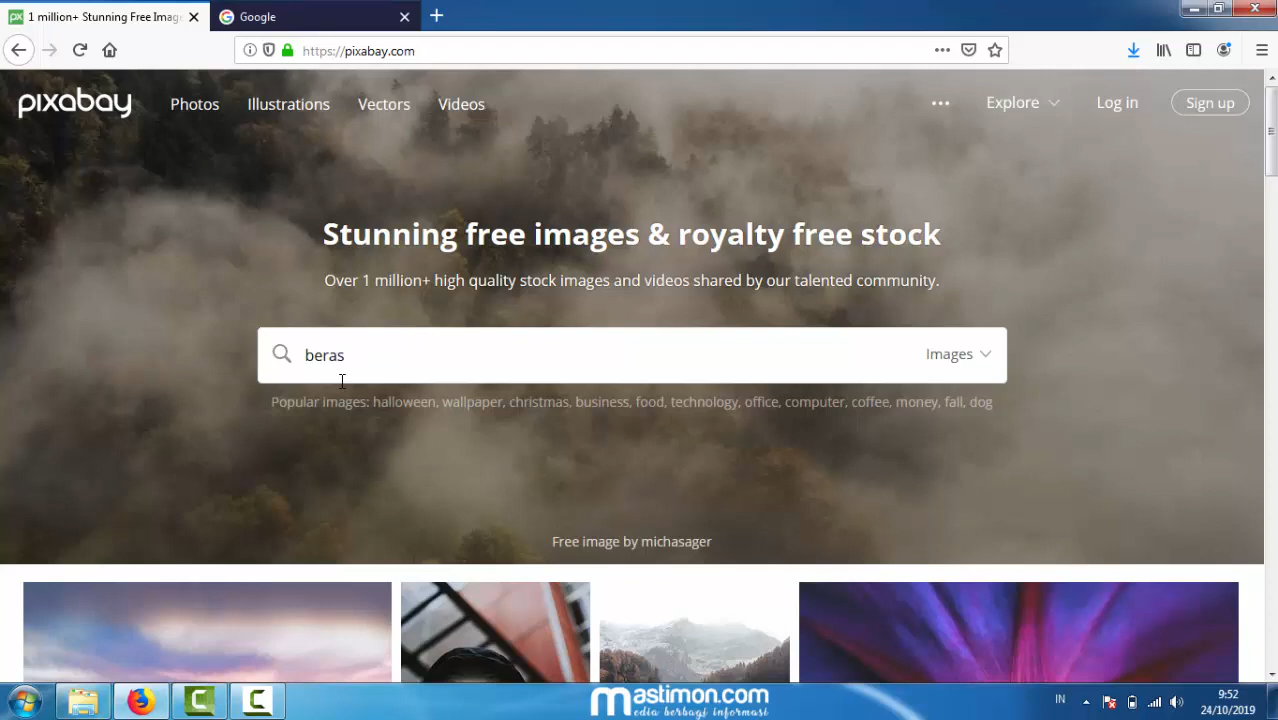 1 million+ Stunning Free Imag
Google
https://pixabay.com
pixabay
Photos
Illustrations
Vectors
Videos
Explore
Log in
Sign up
Stunning free images & royalty free stock
Over 1 million+ high quality stock images and videos shared by our talented community.
beras
Images
Popular images: halloween, wallpaper, christmas, business, food, technology, office, computer, coffee, money, fall, dog
Free image by michasager
mastimon.com
edia berbagi informasi
IN
9:52
24/10/2019